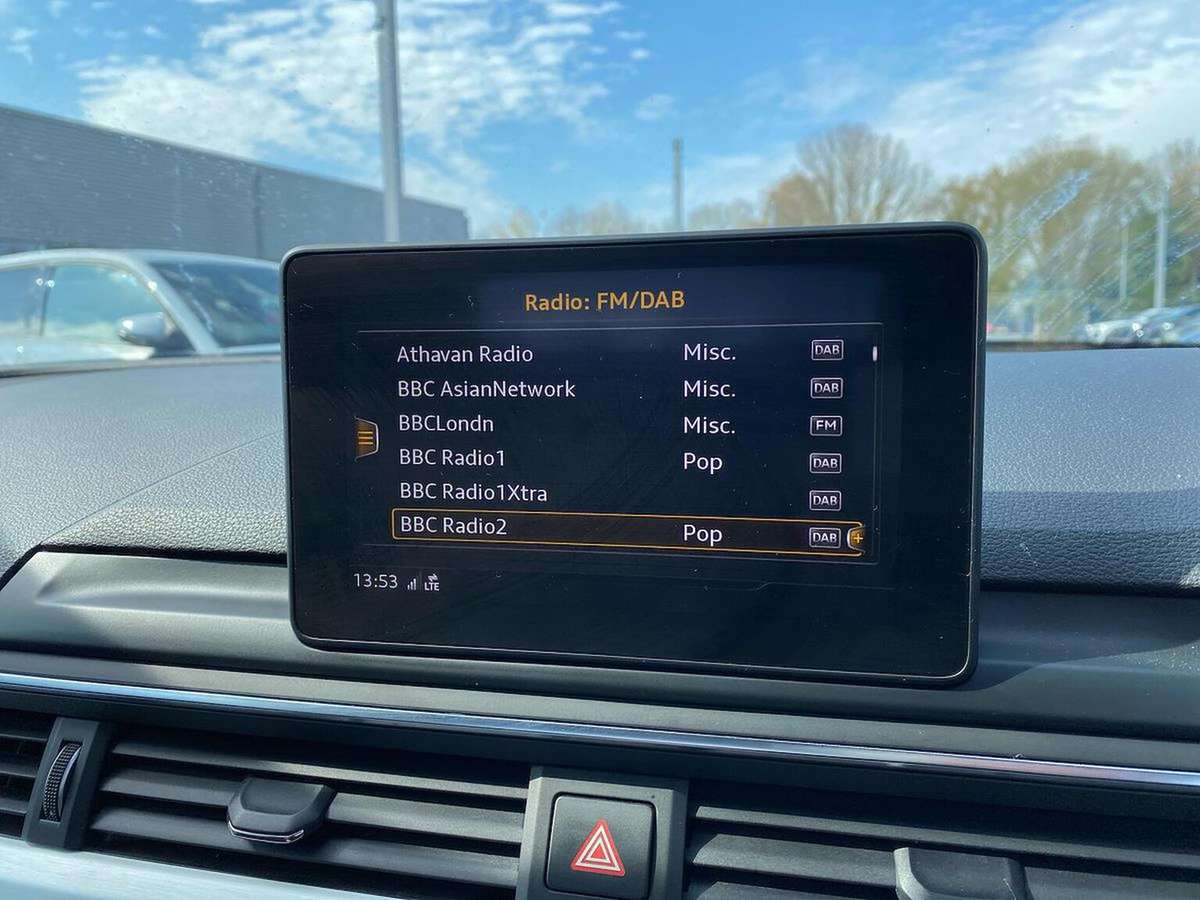 Radio: FM/DAB
Athavan Radio Misc. DAB
BBC AsianNetwork Misc. DAB
BBCLondn Misc. FM
BBC Radio1 Pop DAB
BBC Radio1Xtra DAB
BBC Radio2 Pop DAB +
13:53 LTE